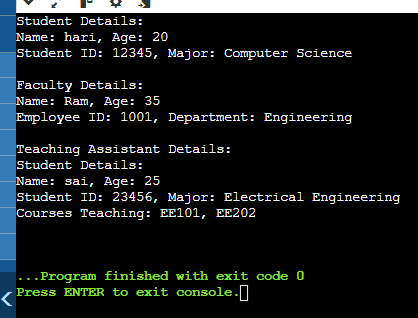 Student Details:
Name: hari, Age: 20
Student ID: 12345, Major: Computer Science
Faculty Details:
Name: Ram, Age: 35
Employee ID: 1001, Department: Engineering
Teaching Assistant Details:
Student Details:
Name: sai, Age: 25
Student ID: 23456, Major: Electrical Engineering
Courses Teaching: EE101, EE202
...Program finished with exit code 0
Press ENTER to exit console.